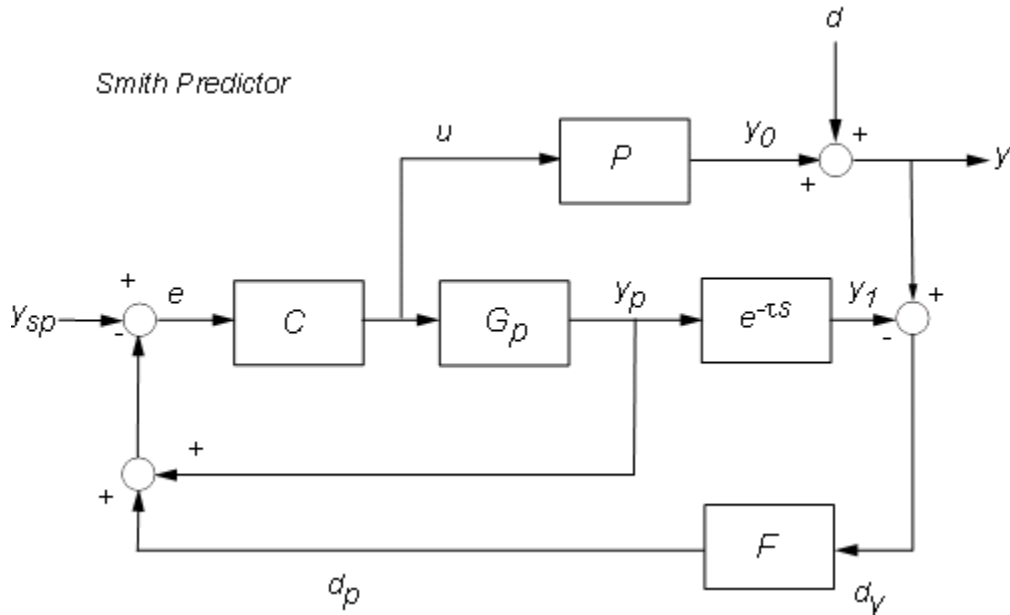 d
Smith Predictor
u
P
y0
+
+
y
+
ysp
-
e
C
Gp
yp
e-τs
y1
+
-
+
+
F
dp
dy